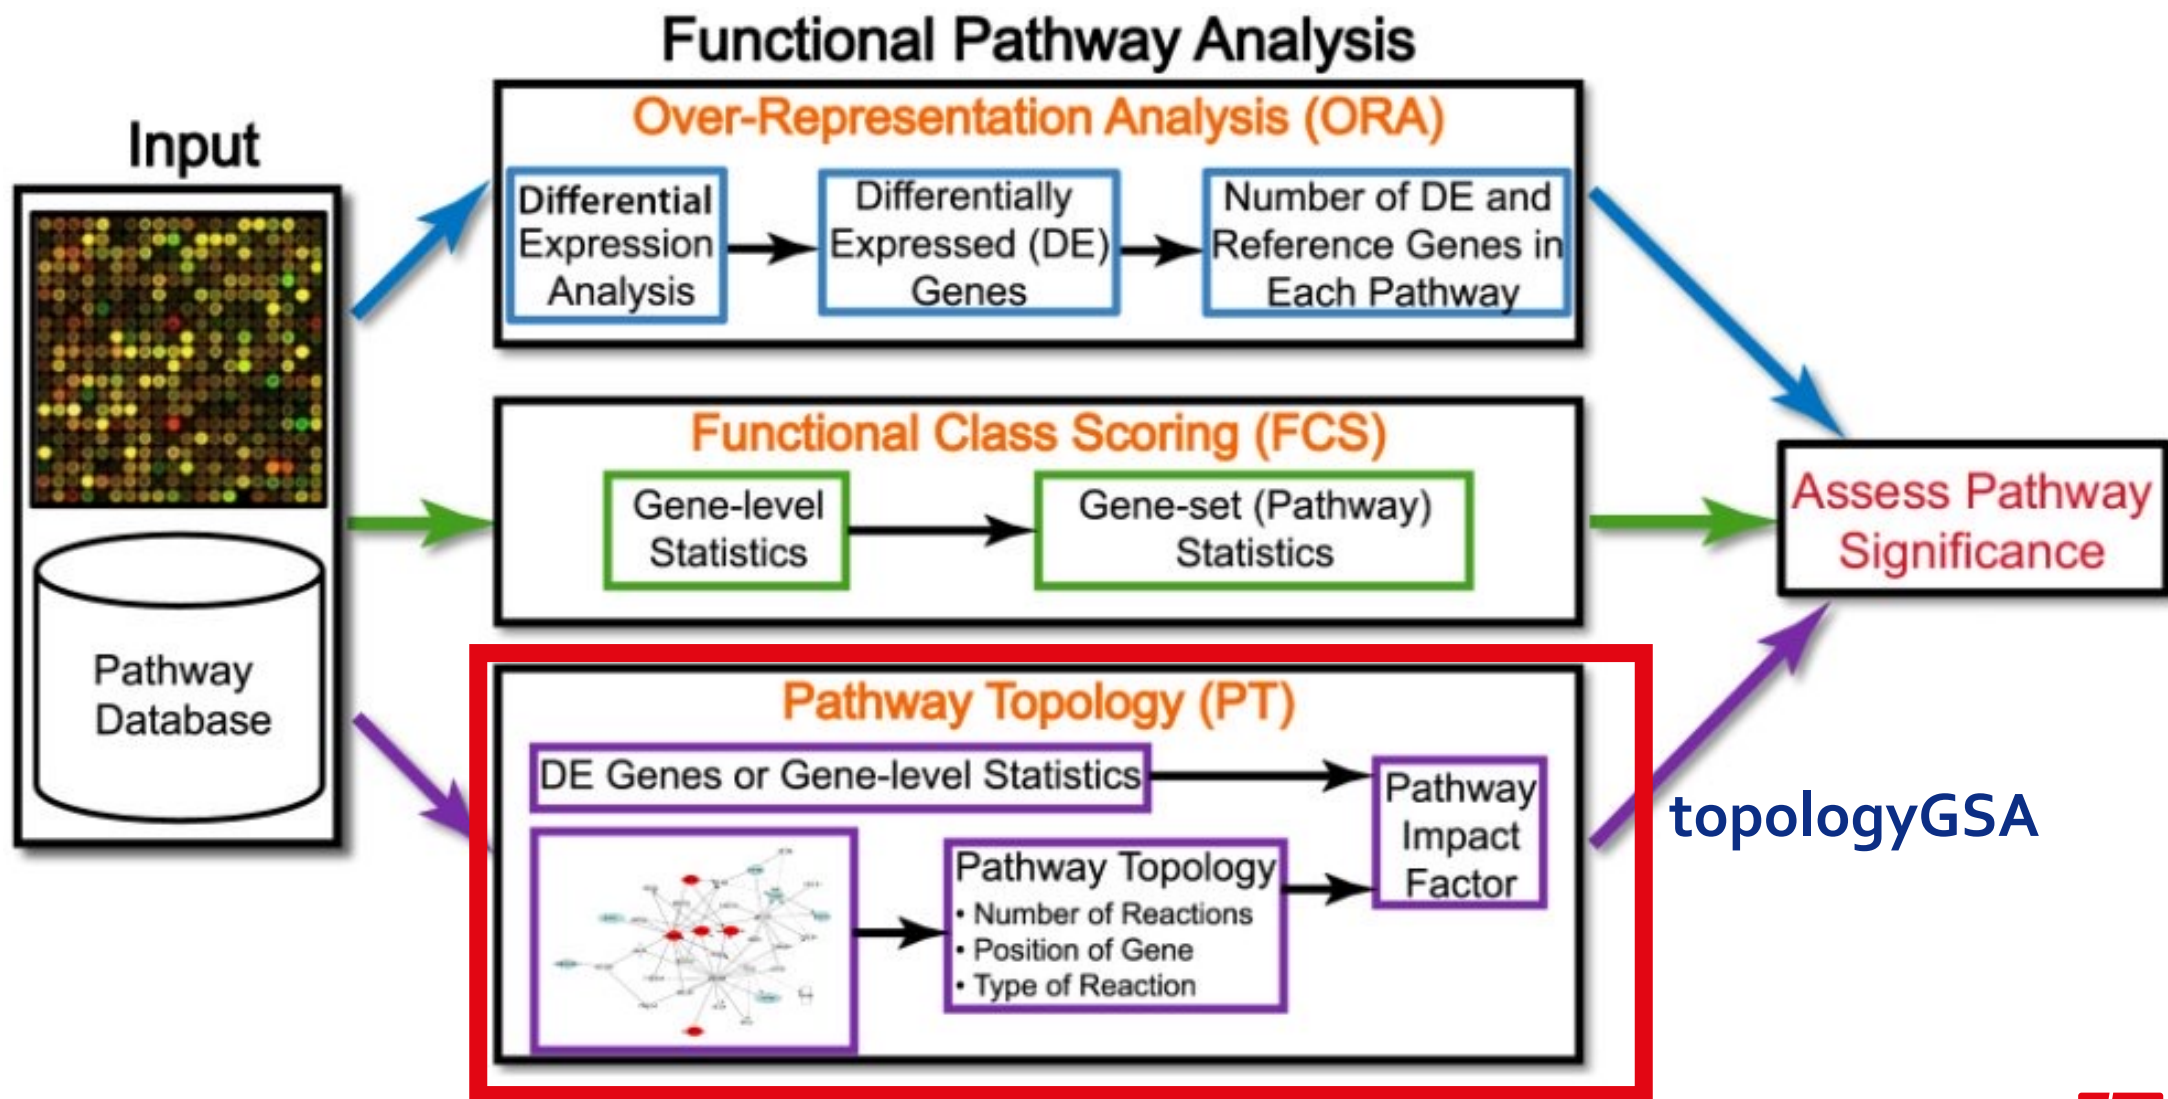 Functional Pathway Analysis
Input
Over-Representation Analysis (ORA)
Differential
Expression
Analysis
Differentially
Expressed (DE)
Genes
Number of DE and
Reference Genes in
Each Pathway
Functional Class Scoring (FCS)
Gene-level
Statistics
Gene-set (Pathway)
Statistics
Assess Pathway
Significance
Pathway
Database
Pathway Topology (PT)
DE Genes or Gene-level Statistics
Pathway
Impact
Factor
Pathway Topology
• Number of Reactions
• Position of Gene
• Type of Reaction
topologyGSA